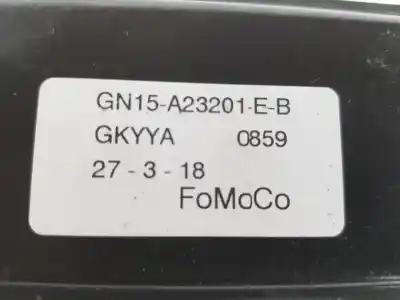 GN15-A23201-E-B
GKYYA 0859
27 - 3 - 18
FoMoCo